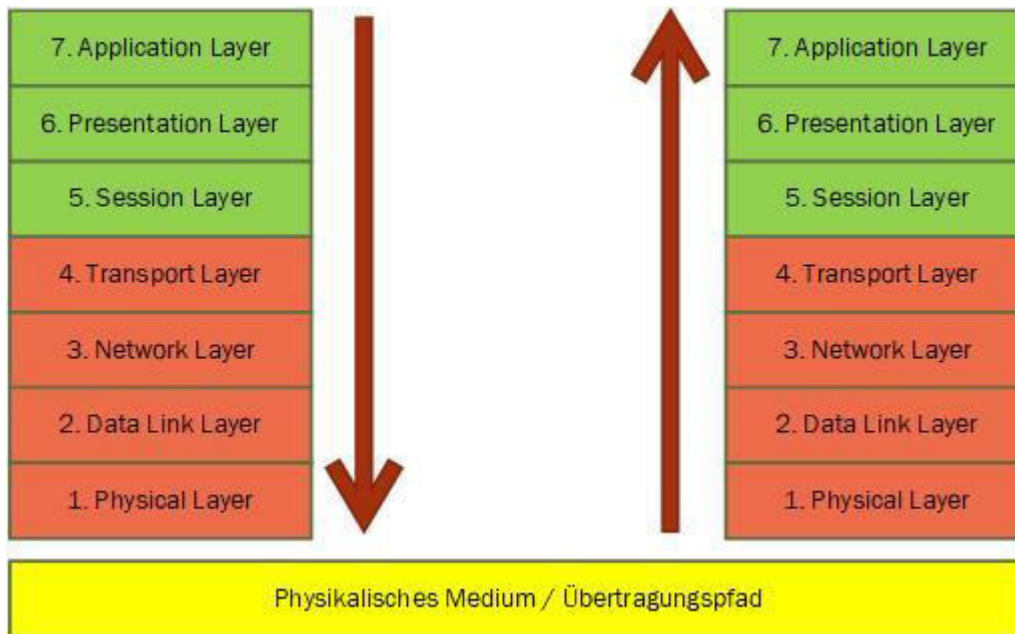 7. Application Layer
6. Presentation Layer
5. Session Layer
4. Transport Layer
3. Network Layer
2. Data Link Layer
1. Physical Layer
7. Application Layer
6. Presentation Layer
5. Session Layer
4. Transport Layer
3. Network Layer
2. Data Link Layer
1. Physical Layer
Physikalisches Medium / Übertragungspfad